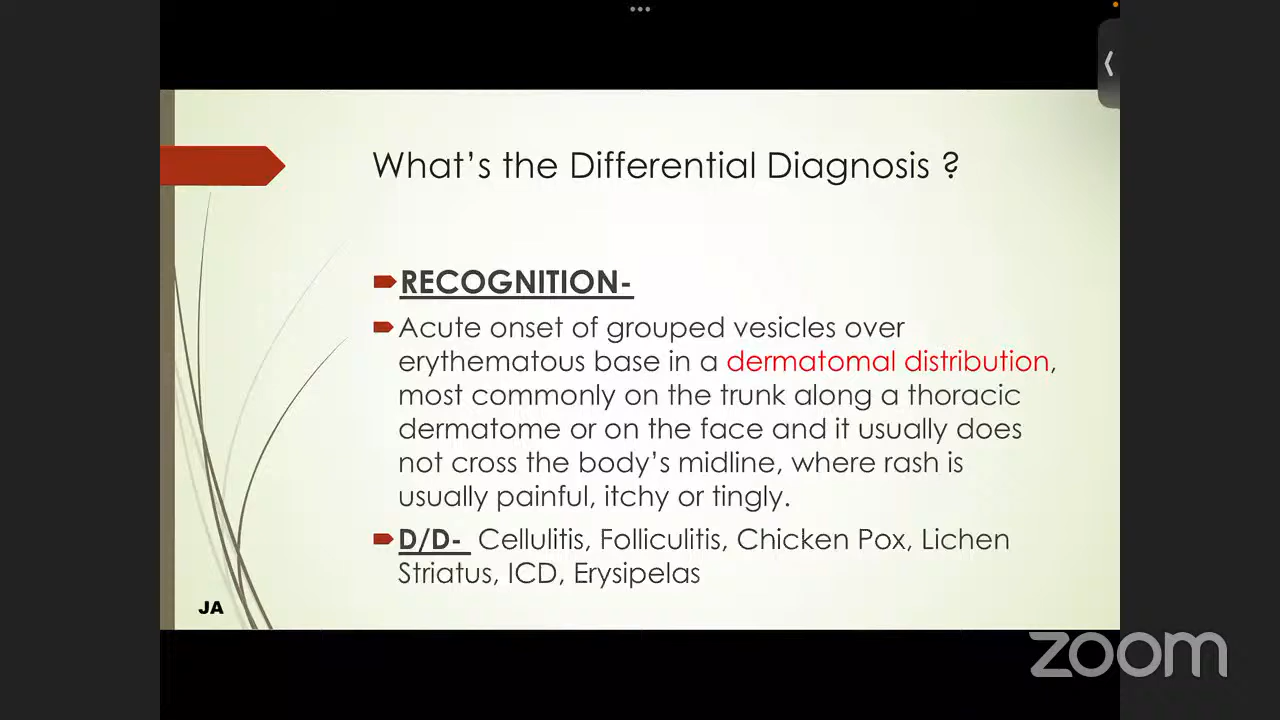 What's the Differential Diagnosis ?
RECOGNITION-
Acute onset of grouped vesicles over
erythematous base in a dermatomal distribution,
most commonly on the trunk along a thoracic
dermatome or on the face and it usually does
not cross the body's midline, where rash is
usually painful, itchy or tingly.
D/D- Cellulitis, Folliculitis, Chicken Pox, Lichen
Striatus, ICD, Erysipelas
JA
zoom